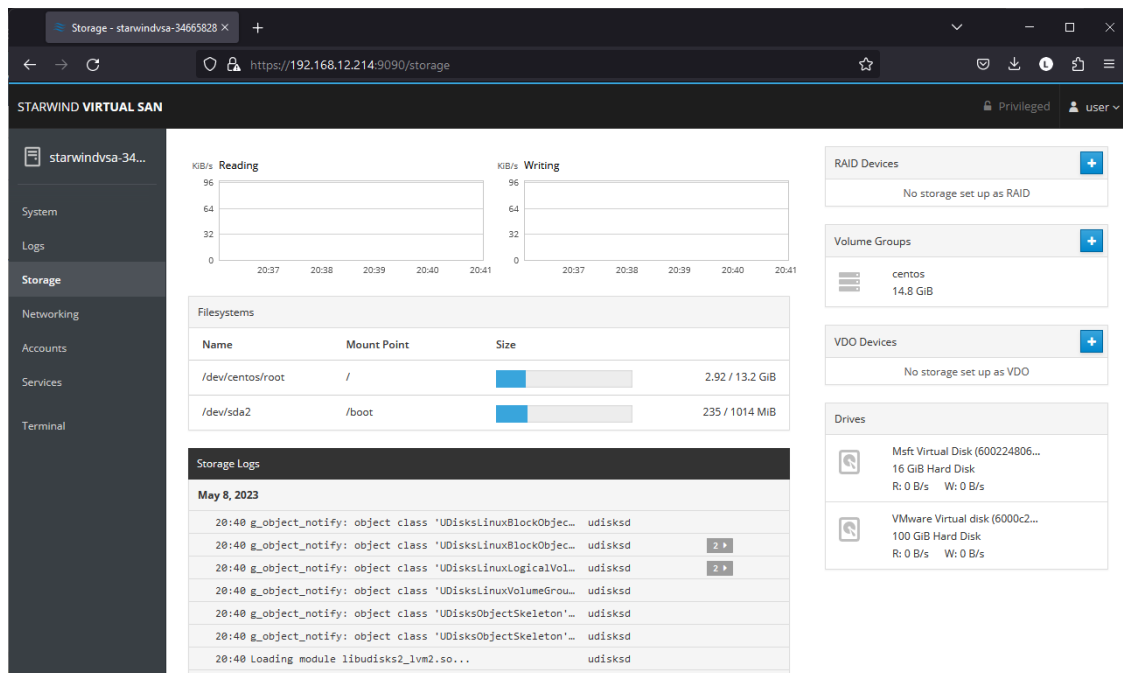 Storage - starwindvsa-34665828 ×
https://192.168.12.214:9090/storage
L
STARWIND VIRTUAL SAN
Privileged
user
starwindvsa-34...
System
Logs
Storage
Networking
Accounts
Services
Terminal
KiB/s Reading
96
64
32
0
20:37 20:38 20:39 20:40 20:41
KiB/s Writing
96
64
32
0
20:37 20:38 20:39 20:40 20:41
Filesystems
Name Mount Point Size
/dev/centos/root / 2.92 / 13.2 GiB
/dev/sda2 /boot 235 / 1014 MiB
Storage Logs
May 8, 2023
20:40 g_object_notify: object class 'UDisksLinuxBlockObjec… udisksd
20:40 g_object_notify: object class 'UDisksLinuxBlockObjec… udisksd 2
20:40 g_object_notify: object class 'UDisksLinuxLogicalVol… udisksd 2
20:40 g_object_notify: object class 'UDisksLinuxVolumeGrou… udisksd
20:40 g_object_notify: object class 'UDisksObjectSkeleton'… udisksd
20:40 g_object_notify: object class 'UDisksObjectSkeleton'… udisksd
20:40 Loading module libudisks2_lvm2.so... udisksd
RAID Devices
No storage set up as RAID
Volume Groups
centos
14.8 GiB
VDO Devices
No storage set up as VDO
Drives
Msft Virtual Disk (600224806...
16 GiB Hard Disk
R: 0 B/s W: 0 B/s
VMware Virtual disk (6000c2...
100 GiB Hard Disk
R: 0 B/s W: 0 B/s